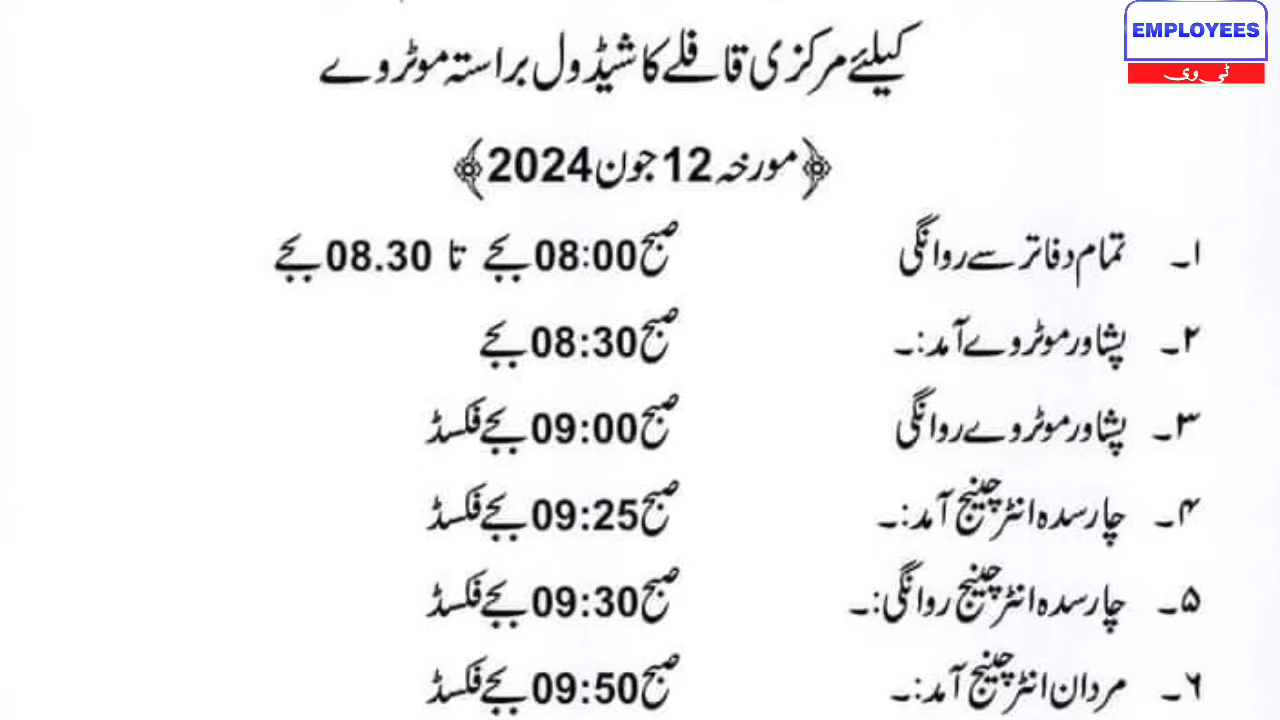 EMPLOYEES
ٹی وی
کیلئے مرکزی قافلے کا شیڈول براستہ موٹروے
﴿مورخہ 12 جون 2024﴾
۱۔ تمام دفاتر سے روانگی صبح 08:00 بجے تا 08.30 بجے
۲۔ پشاور موٹروے آمد:۔ صبح 08:30 بجے
۳۔ پشاور موٹروے روانگی صبح 09:00 بجے فکسڈ
۴۔ چارسدہ انٹرچینج آمد:۔ صبح 09:25 بجے فکسڈ
۵۔ چارسدہ انٹرچینج روانگی:۔ صبح 09:30 بجے فکسڈ
۶۔ مردان انٹرچینج آمد:۔ صبح 09:50 بجے فکسڈ